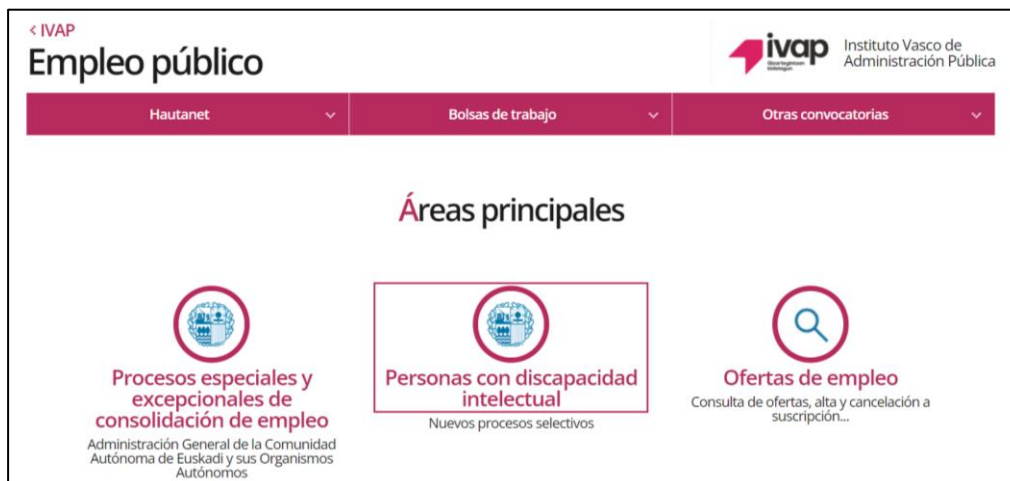 < IVAP
Empleo público
ivap
Instituto Vasco de
Administración Pública
Hautanet
Bolsas de trabajo
Otras convocatorias
Áreas principales
Procesos especiales y
excepcionales de
consolidación de empleo
Administración General de la Comunidad
Autónoma de Euskadi y sus Organismos
Autónomos
Personas con discapacidad
intelectual
Nuevos procesos selectivos
Ofertas de empleo
Consulta de ofertas, alta y cancelación a
suscripción...